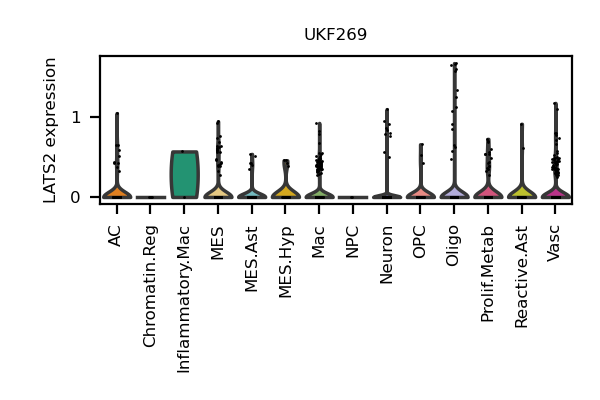 UKF269
LATS2 expression
1
0
AC
Chromatin.Reg
Inflammatory.Mac
MES
MES.Ast
MES.Hyp
Mac
NPC
Neuron
OPC
Oligo
Prolif.Metab
Reactive.Ast
Vasc